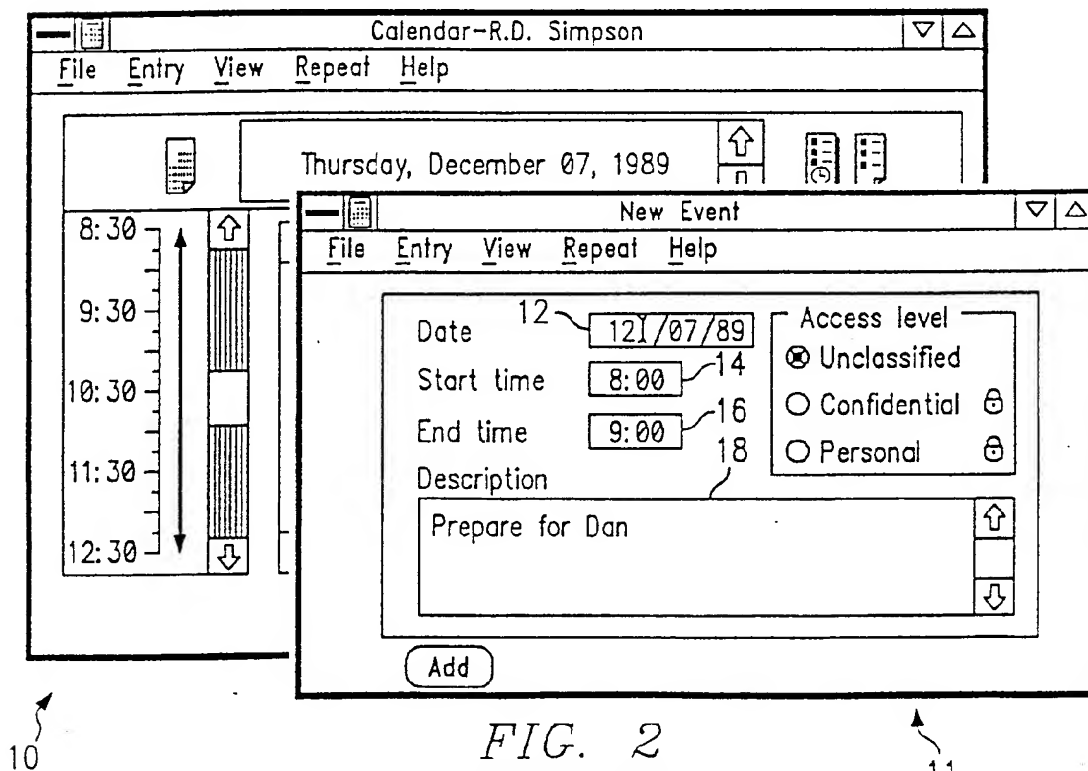 Calendar-R.D. Simpson
File Entry View Repeat Help
Thursday, December 07, 1989
8:30
9:30
10:30
11:30
12:30
New Event
File Entry View Repeat Help
Date 12 12/07/89
Start time 8:00 14
End time 9:00 16
Description 18
Prepare for Dan
Access level
Unclassified
Confidential
Personal
Add
10
FIG. 2
11